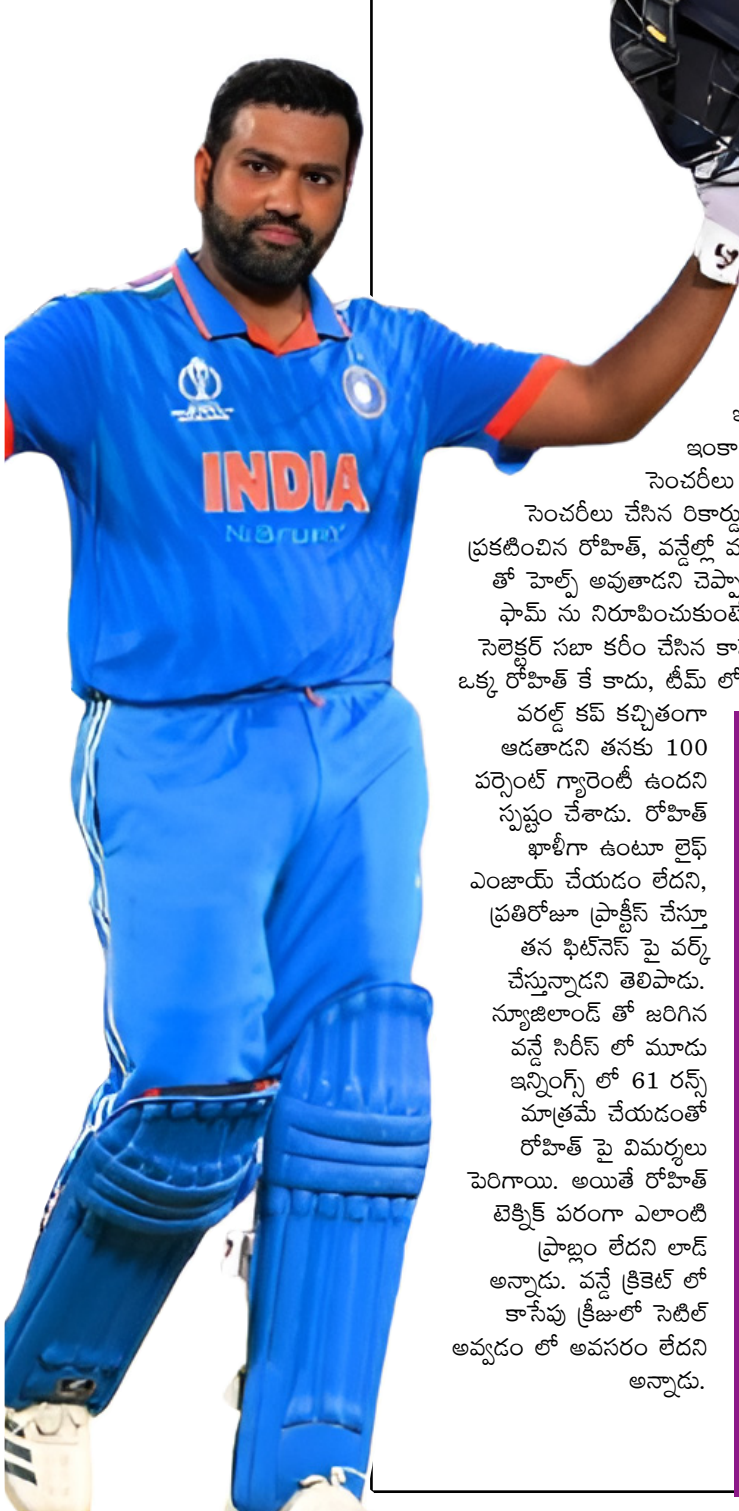 INDIA
ఇంకా
సెంచరీలు
సెంచరీలు చేసిన రికార్డు
ప్రకటించిన రోహిత్, వన్డేల్లో
తో హెల్ప్ అవుతాడని
ఫామ్ ను
సెలెక్టర్ సబా కరీం చేసిన
ఒక్క రోహిత్ కే కాదు, టీమ్ లో
వరల్డ్ కప్ కచ్చితంగా
ఆడతాడని తనకు 100
పర్సెంట్ గ్యారెంటీ ఉందని
స్పష్టం చేశాడు. రోహిత్
ఖాళీగా ఉంటూ లైఫ్
ఎంజాయ్ చేయడం లేదని,
ప్రతిరోజూ ప్రాక్టీస్ చేస్తూ
తన ఫిట్‌నెస్ పై వర్క్
చేస్తున్నాడని తెలిపాడు.
న్యూజిలాండ్ తో జరిగిన
వన్డే సిరీస్ లో మూడు
ఇన్నింగ్స్ లో 61 రన్స్
మాత్రమే చేయడంతో
రోహిత్ పై విమర్శలు
పెరిగాయి. అయితే రోహిత్
టెక్నిక్ పరంగా ఎలాంటి
ప్రాబ్లం లేదని లాడ్
అన్నాడు. వన్డే క్రికెట్ లో
కాసేపు క్రీజులో సెటిల్
అవ్వడం లో అవసరం లేదని
అన్నాడు.